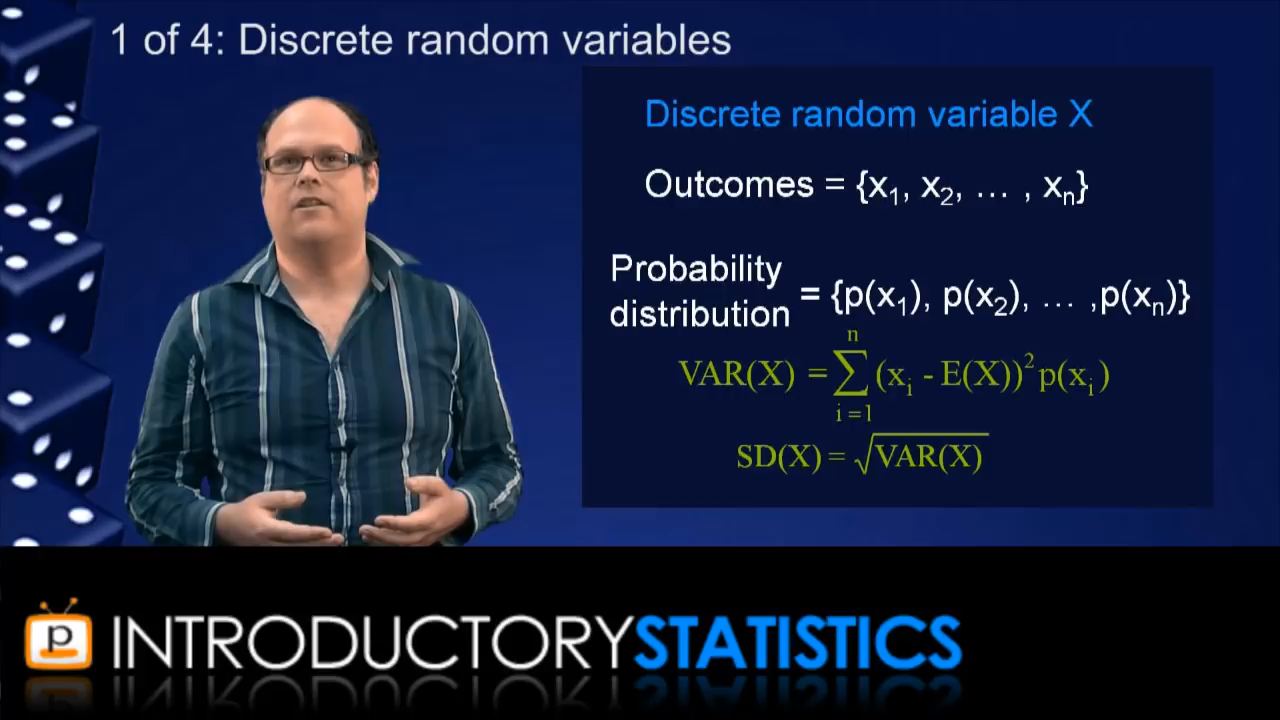 1 of 4: Discrete random variables
Discrete random variable X
Outcomes = {x₁, x₂, … , xₙ}
Probability
distribution = {p(x₁), p(x₂), … ,p(xₙ)}
n
VAR(X) = ∑ (xᵢ - E(X))² p(xᵢ)
i = 1
SD(X) = √VAR(X)
p INTRODUCTORYSTATISTICS